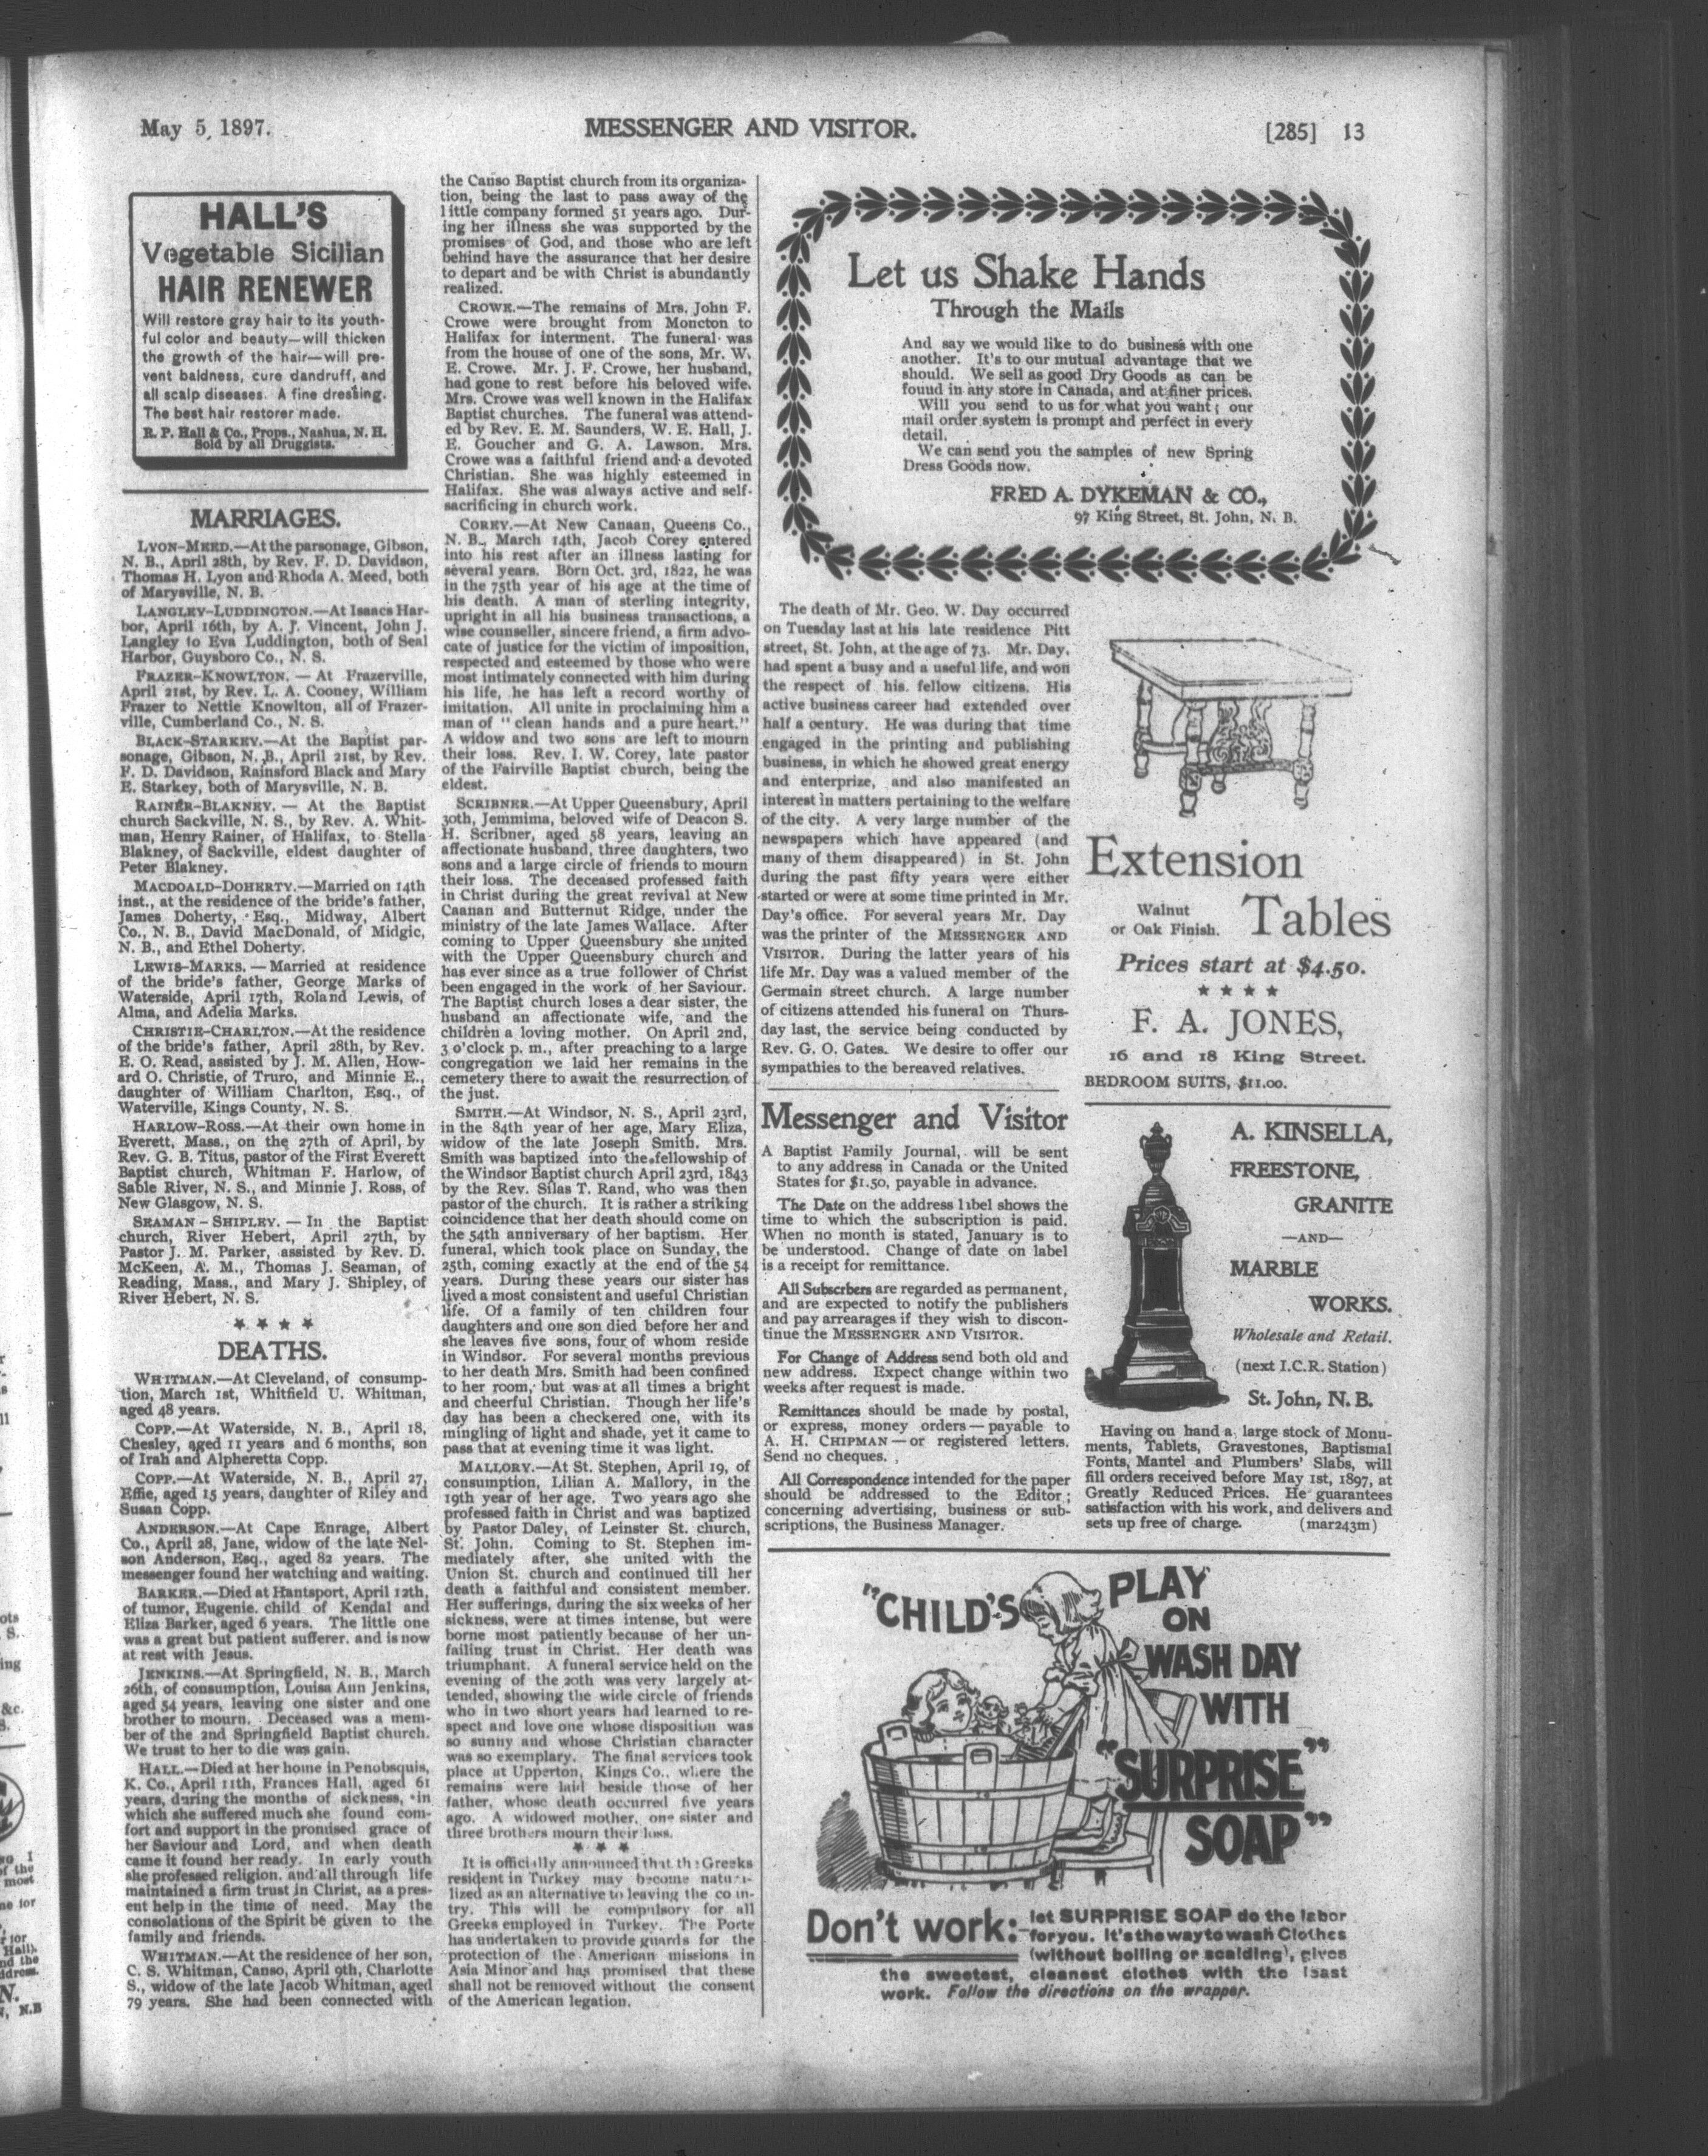 May 5, 1897.
MESSENGER AND VISITOR.
[285] 13
HALL'S
Vegetable Sicilian
HAIR RENEWER
Will restore gray hair to its youth-
ful color and beauty—will thicken
the growth of the hair—will pre-
vent baldness, cure dandruff, and
all scalp diseases. A fine dressing.
The best hair restorer made.
R. P. Hall & Co., Props., Nashua, N. H.
Sold by all Druggists.
MARRIAGES.
LYON-MEED.—At the parsonage, Gibson,
N. B., April 28th, by Rev. F. D. Davidson,
Thomas H. Lyon and Rhoda A. Meed, both
of Marysville, N. B.
LANGLEY-LUDDINGTON.—At Isaacs Har-
bor, April 16th, by A. J. Vincent, John J.
Langley to Eva Luddington, both of Seal
Harbor, Guysboro Co., N. S.
FRAZER-KNOWLTON. — At Frazerville,
April 21st, by Rev. L. A. Cooney, William
Frazer to Nettie Knowlton, all of Frazer-
ville, Cumberland Co., N. S.
BLACK-STARKEY.—At the Baptist par-
sonage, Gibson, N. B., April 21st, by Rev.
F. D. Davidson, Rainsford Black and Mary
E. Starkey, both of Marysville, N. B.
RAINER-BLAKNEY. — At the Baptist
church Sackville, N. S., by Rev. A. Whit-
man, Henry Rainer, of Halifax, to Stella
Blakney, of Sackville, eldest daughter of
Peter Blakney.
MACDOALD-DOHERTY.—Married on 14th
inst., at the residence of the bride's father,
James Doherty, Esq., Midway, Albert
Co., N. B., David MacDonald, of Midgic,
N. B., and Ethel Doherty.
LEWIS-MARKS. — Married at residence
of the bride's father, George Marks of
Waterside, April 17th, Roland Lewis, of
Alma, and Adelia Marks.
CHRISTIE-CHARLTON.—At the residence
of the bride's father, April 28th, by Rev.
E. O. Read, assisted by J. M. Allen, How-
ard O. Christie, of Truro, and Minnie E.,
daughter of William Charlton, Esq., of
Waterville, Kings County, N. S.
HARLOW-ROSS.—At their own home in
Everett, Mass., on the 27th of April, by
Rev. G. B. Titus, pastor of the First Everett
Baptist church, Whitman F. Harlow, of
Sable River, N. S., and Minnie J. Ross, of
New Glasgow, N. S.
SEAMAN – SHIPLEY. — In the Baptist
church, River Hebert, April 27th, by
Pastor J. M. Parker, assisted by Rev. D.
McKeen, A. M., Thomas J. Seaman, of
Reading, Mass., and Mary J. Shipley, of
River Hebert, N. S.
★ ★ ★ ★
DEATHS.
WHITMAN.—At Cleveland, of consump-
tion, March 1st, Whitfield U. Whitman,
aged 48 years.
COPP.—At Waterside, N. B., April 18,
Chesley, aged 11 years and 6 months, son
of Irah and Alpheretta Copp.
COPP.—At Waterside, N. B., April 27,
Effie, aged 15 years, daughter of Riley and
Susan Copp.
ANDERSON.—At Cape Enrage, Albert
Co., April 28, Jane, widow of the late Nel-
son Anderson, Esq., aged 82 years. The
messenger found her watching and waiting.
BARKER.—Died at Hantsport, April 12th,
of tumor, Eugenie, child of Kendal and
Eliza Barker, aged 6 years. The little one
was a great but patient sufferer, and is now
at rest with Jesus.
JENKINS.—At Springfield, N. B., March
26th, of consumption, Louisa Ann Jenkins,
aged 54 years, leaving one sister and one
brother to mourn. Deceased was a mem-
ber of the 2nd Springfield Baptist church.
We trust to her to die was gain.
HALL.—Died at her home in Penobsquis,
K. Co., April 11th, Frances Hall, aged 61
years, during the months of sickness, in
which she suffered much she found com-
fort and support in the promised grace of
her Saviour and Lord, and when death
came it found her ready. In early youth
she professed religion, and all through life
maintained a firm trust in Christ, as a pres-
ent help in the time of need. May the
consolations of the Spirit be given to the
family and friends.
WHITMAN.—At the residence of her son,
C. S. Whitman, Canso, April 9th, Charlotte
S., widow of the late Jacob Whitman, aged
79 years. She had been connected with
the Canso Baptist church from its organiza-
tion, being the last to pass away of the
little company formed 51 years ago. Dur-
ing her illness she was supported by the
promises of God, and those who are left
behind have the assurance that her desire
to depart and be with Christ is abundantly
realized.
CROWE.—The remains of Mrs. John F.
Crowe were brought from Moncton to
Halifax for interment. The funeral was
from the house of one of the sons, Mr. W.
E. Crowe. Mr. J. F. Crowe, her husband,
had gone to rest before his beloved wife.
Mrs. Crowe was well known in the Halifax
Baptist churches. The funeral was attend-
ed by Rev. E. M. Saunders, W. E. Hall, J.
E. Goucher and G. A. Lawson. Mrs.
Crowe was a faithful friend and a devoted
Christian. She was highly esteemed in
Halifax. She was always active and self-
sacrificing in church work.
COREY.—At New Canaan, Queens Co.,
N. B., March 14th, Jacob Corey entered
into his rest after an illness lasting for
several years. Born Oct. 3rd, 1822, he was
in the 75th year of his age at the time of
his death. A man of sterling integrity,
upright in all his business transactions, a
wise counseller, sincere friend, a firm advo-
cate of justice for the victim of imposition,
respected and esteemed by those who were
most intimately connected with him during
his life, he has left a record worthy of
imitation. All unite in proclaiming him a
man of "clean hands and a pure heart."
A widow and two sons are left to mourn
their loss. Rev. I. W. Corey, late pastor
of the Fairville Baptist church, being the
eldest.
SCRIBNER.—At Upper Queensbury, April
30th, Jemmima, beloved wife of Deacon S.
H. Scribner, aged 58 years, leaving an
affectionate husband, three daughters, two
sons and a large circle of friends to mourn
their loss. The deceased professed faith
in Christ during the great revival at New
Caanan and Butternut Ridge, under the
ministry of the late James Wallace. After
coming to Upper Queensbury she united
with the Upper Queensbury church and
has ever since as a true follower of Christ
been engaged in the work of her Saviour.
The Baptist church loses a dear sister, the
husband an affectionate wife, and the
children a loving mother. On April 2nd,
3 o'clock p. m., after preaching to a large
congregation we laid her remains in the
cemetery there to await the resurrection of
the just.
SMITH.—At Windsor, N. S., April 23rd,
in the 84th year of her age, Mary Eliza,
widow of the late Joseph Smith. Mrs.
Smith was baptized into the fellowship of
the Windsor Baptist church April 23rd, 1843
by the Rev. Silas T. Rand, who was then
pastor of the church. It is rather a striking
coincidence that her death should come on
the 54th anniversary of her baptism. Her
funeral, which took place on Sunday, the
25th, coming exactly at the end of the 54
years. During these years our sister has
lived a most consistent and useful Christian
life. Of a family of ten children four
daughters and one son died before her and
she leaves five sons, four of whom reside
in Windsor. For several months previous
to her death Mrs. Smith had been confined
to her room, but was at all times a bright
and cheerful Christian. Though her life's
day has been a checkered one, with its
mingling of light and shade, yet it came to
pass that at evening time it was light.
MALLORY.—At St. Stephen, April 19, of
consumption, Lilian A. Mallory, in the
19th year of her age. Two years ago she
professed faith in Christ and was baptized
by Pastor Daley, of Leinster St. church,
St. John. Coming to St. Stephen im-
mediately after, she united with the
Union St. church and continued till her
death a faithful and consistent member.
Her sufferings, during the six weeks of her
sickness, were at times intense, but were
borne most patiently because of her un-
failing trust in Christ. Her death was
triumphant. A funeral service held on the
evening of the 20th was very largely at-
tended, showing the wide circle of friends
who in two short years had learned to re-
spect and love one whose disposition was
so sunny and whose Christian character
was so exemplary. The final services took
place at Upperton, Kings Co., where the
remains were laid beside those of her
father, whose death occurred five years
ago. A widowed mother, one sister and
three brothers mourn their loss.
★ ★ ★
It is officially announced that the Greeks
resident in Turkey may become natura-
lized as an alternative to leaving the coun-
try. This will be compulsory for all
Greeks employed in Turkey. The Porte
has undertaken to provide guards for the
protection of the American missions in
Asia Minor and has promised that these
shall not be removed without the consent
of the American legation.
Let us Shake Hands
Through the Mails
And say we would like to do business with one
another. It's to our mutual advantage that we
should. We sell as good Dry Goods as can be
fouud in any store in Canada, and at finer prices.
Will you send to us for what you want; our
mail order system is prompt and perfect in every
detail.
We can send you the samples of new Spring
Dress Goods now.
FRED A. DYKEMAN & CO.,
97 King Street, St. John, N. B.
The death of Mr. Geo. W. Day occurred
on Tuesday last at his late residence Pitt
street, St. John, at the age of 73. Mr. Day,
had spent a busy and a useful life, and won
the respect of his fellow citizens. His
active business career had extended over
half a century. He was during that time
engaged in the printing and publishing
business, in which he showed great energy
and enterprize, and also manifested an
interest in matters pertaining to the welfare
of the city. A very large number of the
newspapers which have appeared (and
many of them disappeared) in St. John
during the past fifty years were either
started or were at some time printed in Mr.
Day's office. For several years Mr. Day
was the printer of the MESSENGER AND
VISITOR. During the latter years of his
life Mr. Day was a valued member of the
Germain street church. A large number
of citizens attended his funeral on Thurs-
day last, the service being conducted by
Rev. G. O. Gates. We desire to offer our
sympathies to the bereaved relatives.
Messenger and Visitor
A Baptist Family Journal, will be sent
to any address in Canada or the United
States for $1.50, payable in advance.
The Date on the address label shows the
time to which the subscription is paid.
When no month is stated, January is to
be understood. Change of date on label
is a receipt for remittance.
All Subscrbers are regarded as permanent,
and are expected to notify the publishers
and pay arrearages if they wish to discon-
tinue the MESSENGER AND VISITOR.
For Change of Address send both old and
new address. Expect change within two
weeks after request is made.
Remittances should be made by postal,
or express, money orders — payable to
A. H. CHIPMAN — or registered letters.
Send no cheques.
All Correspondence intended for the paper
should be addressed to the Editor;
concerning advertising, business or sub-
scriptions, the Business Manager.
Extension
Walnut
or Oak Finish.
Tables
Prices start at $4.50.
★ ★ ★ ★
F. A. JONES,
16 and 18 King Street.
BEDROOM SUITS, $11.00.
A. KINSELLA,
FREESTONE,
GRANITE
—AND—
MARBLE
WORKS.
Wholesale and Retail.
(next I.C.R. Station)
St. John, N. B.
Having on hand a large stock of Monu-
ments, Tablets, Gravestones, Baptismal
Fonts, Mantel and Plumbers' Slabs, will
fill orders received before May 1st, 1897, at
Greatly Reduced Prices. He guarantees
satisfaction with his work, and delivers and
sets up free of charge. (mar243m)
"CHILD'S PLAY
ON
WASH DAY
WITH
"SURPRISE"
SOAP"
Don't work: let SURPRISE SOAP do the labor
for you. It's the way to wash Clothes
(without boiling or scalding), gives
the sweetest, cleanest clothes with the least
work. Follow the directions on the wrapper.